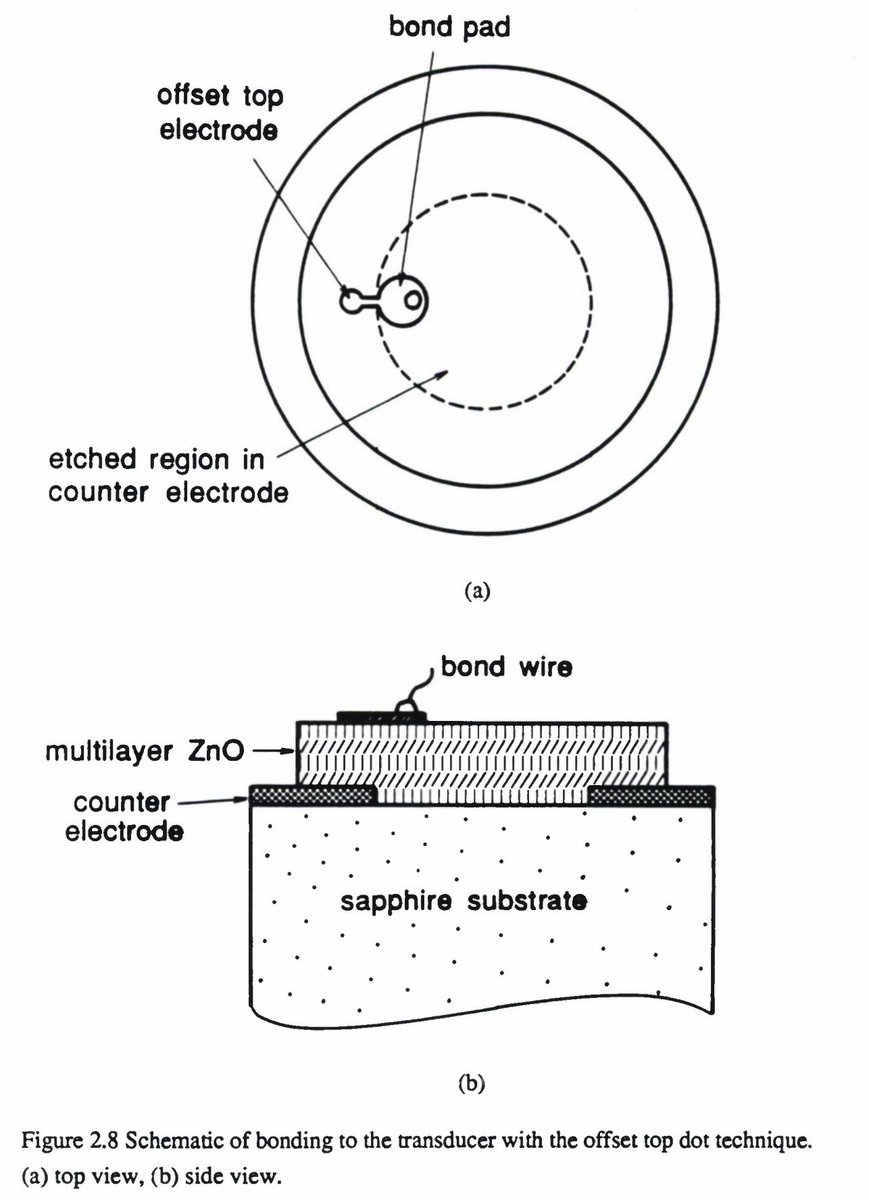 bond pad
offset top
electrode
etched region in
counter electrode
(a)
bond wire
multilayer ZnO
counter
electrode
sapphire substrate
(b)
Figure 2.8 Schematic of bonding to the transducer with the offset top dot technique.
(a) top view, (b) side view.